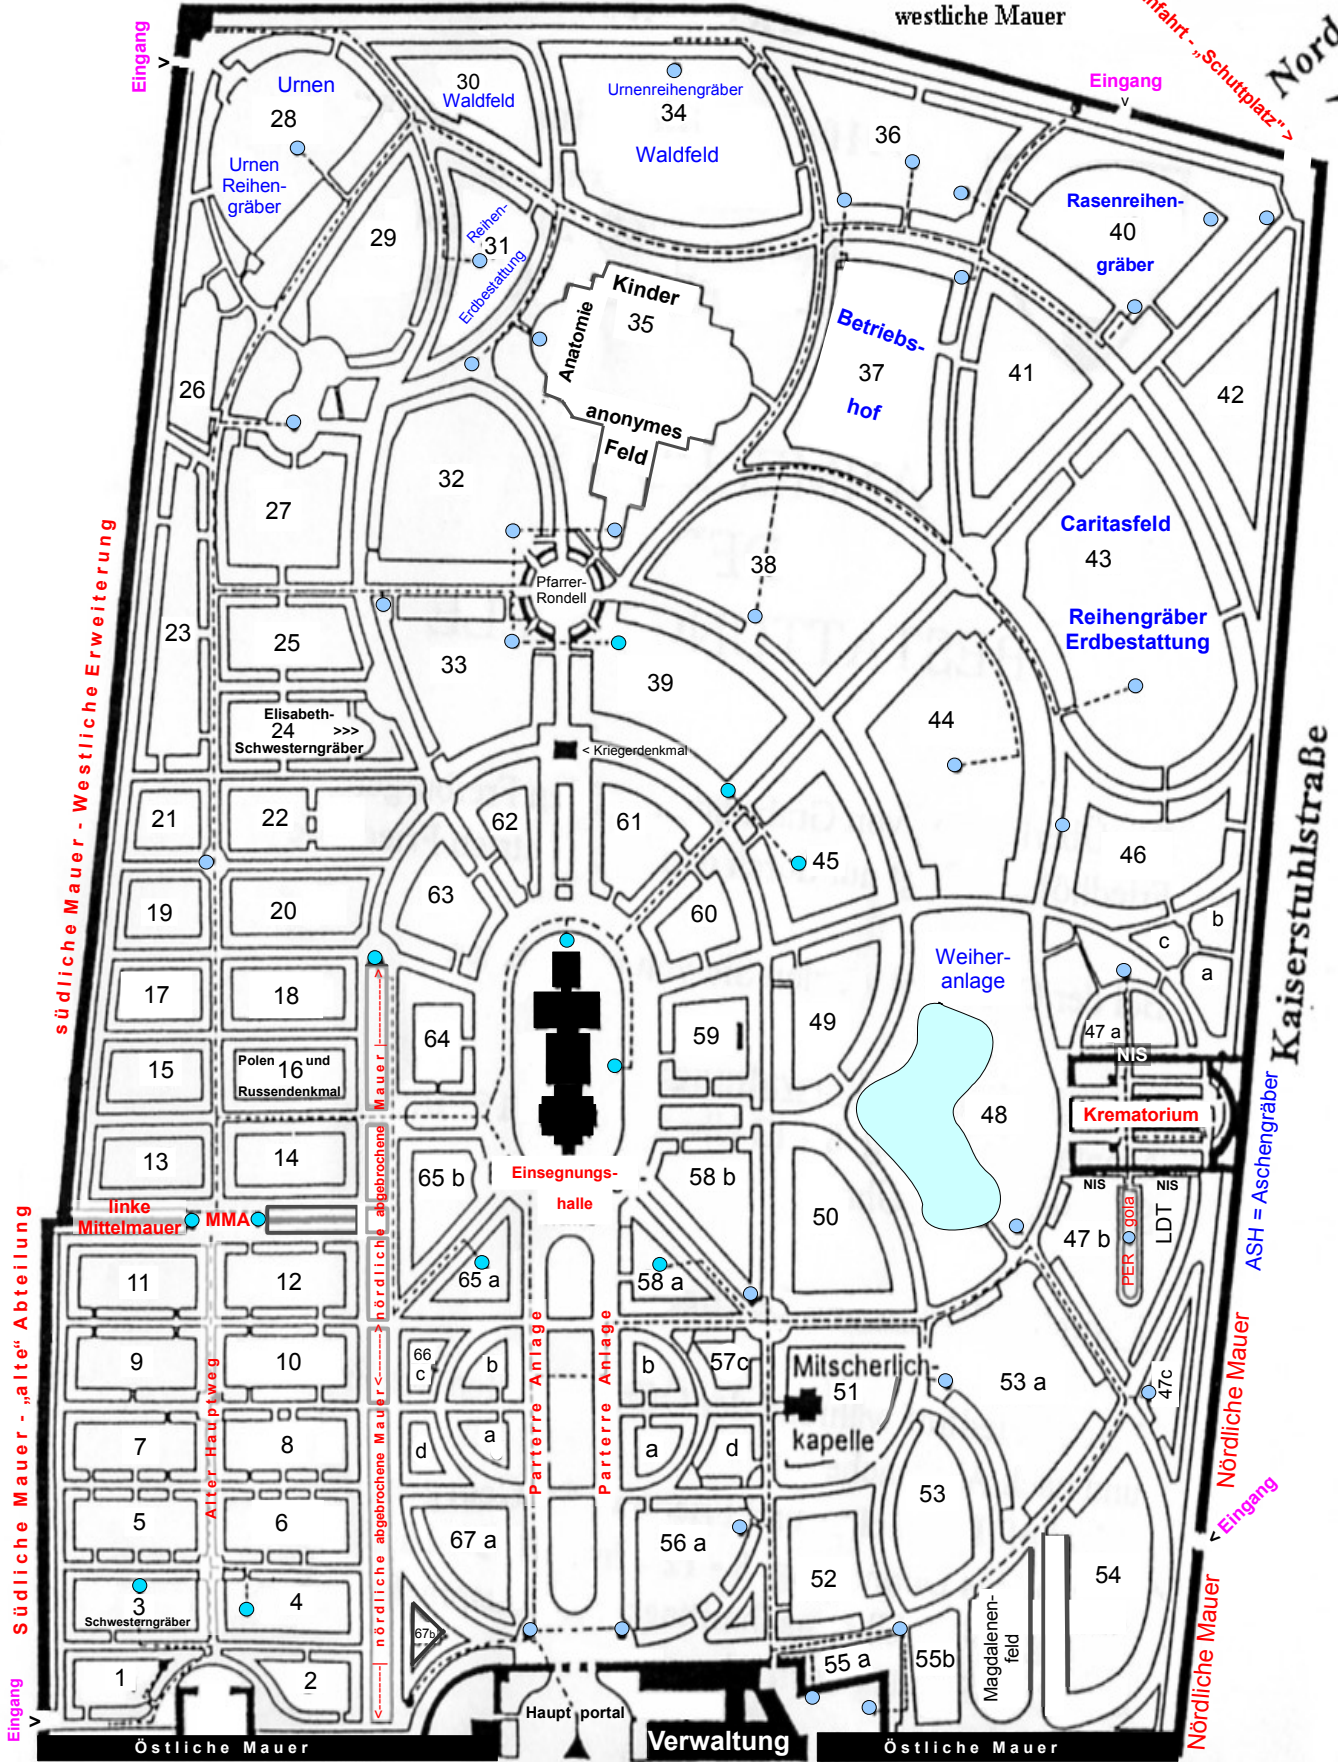 westliche Mauer
Eingang
>
Eingang
v
nfahrt - „Schuttplatz" >
Nord
Urnen
28
Urnen
Reihen-
gräber
30
Waldfeld
Urnenreihengräber
34
Waldfeld
36
Rasenreihen-
40
gräber
29
Reihen-
31
Erdbestattung
Kinder
35
Anatomie
anonymes
Feld
Betriebs-
37
hof
41
42
26
27
32
Caritasfeld
43
Reihengräber
Erdbestattung
38
Pfarrer-
Rondell
23
25
33
39
44
Elisabeth-
24 >>>
Schwesterngräber
< Kriegerdenkmal
südliche Mauer - Westliche Erweiterung
Kaiserstuhlstraße
21
22
62
61
45
46
63
60
19
20
b
c
a
Weiher-
anlage
17
18
64
59
49
47 a
NIS
15
Polen 16 und
Russendenkmal
48
Krematorium
13
14
65 b
Einsegnungs-
halle
58 b
50
NIS
NIS
47 b
PER gola
LDT
ASH = Aschengräber
linke
Mittelmauer
MMA
11
12
65 a
58 a
nördliche abgebrochene Mauer
Südliche Mauer - „alte" Abteilung
Alter Hauptweg
Parterre Anlage
Parterre Anlage
9
10
66
c
b
b
57c
Mitscherlich-
51
kapelle
53 a
47c
Nördliche Mauer
7
8
d
a
a
d
53
Eingang
>
5
6
67 a
56 a
52
54
3
Schwesterngräber
4
nördliche abgebrochene Mauer
67b
55 a
55b
Magdalenen-
feld
Nördliche Mauer
1
2
Eingang
>
Haupt portal
Verwaltung
Östliche Mauer
Östliche Mauer